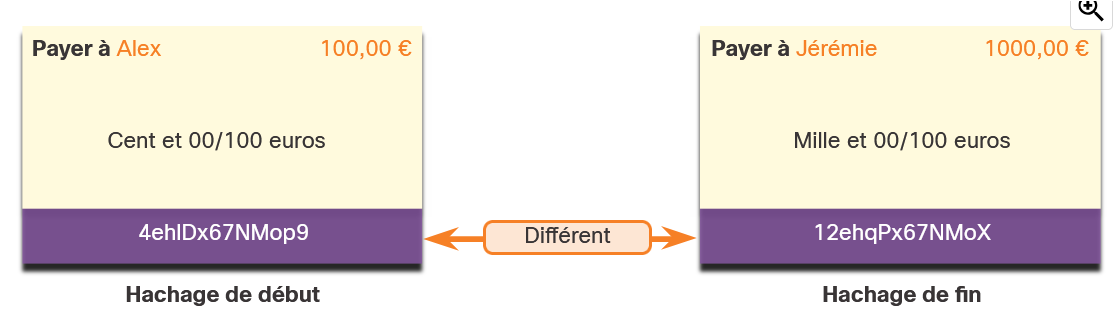 Payer à Alex 100,00 €
Cent et 00/100 euros
4ehlDx67NMop9
Hachage de début
Différent
Payer à Jérémie 1000,00 €
Mille et 00/100 euros
12ehqPx67NMoX
Hachage de fin